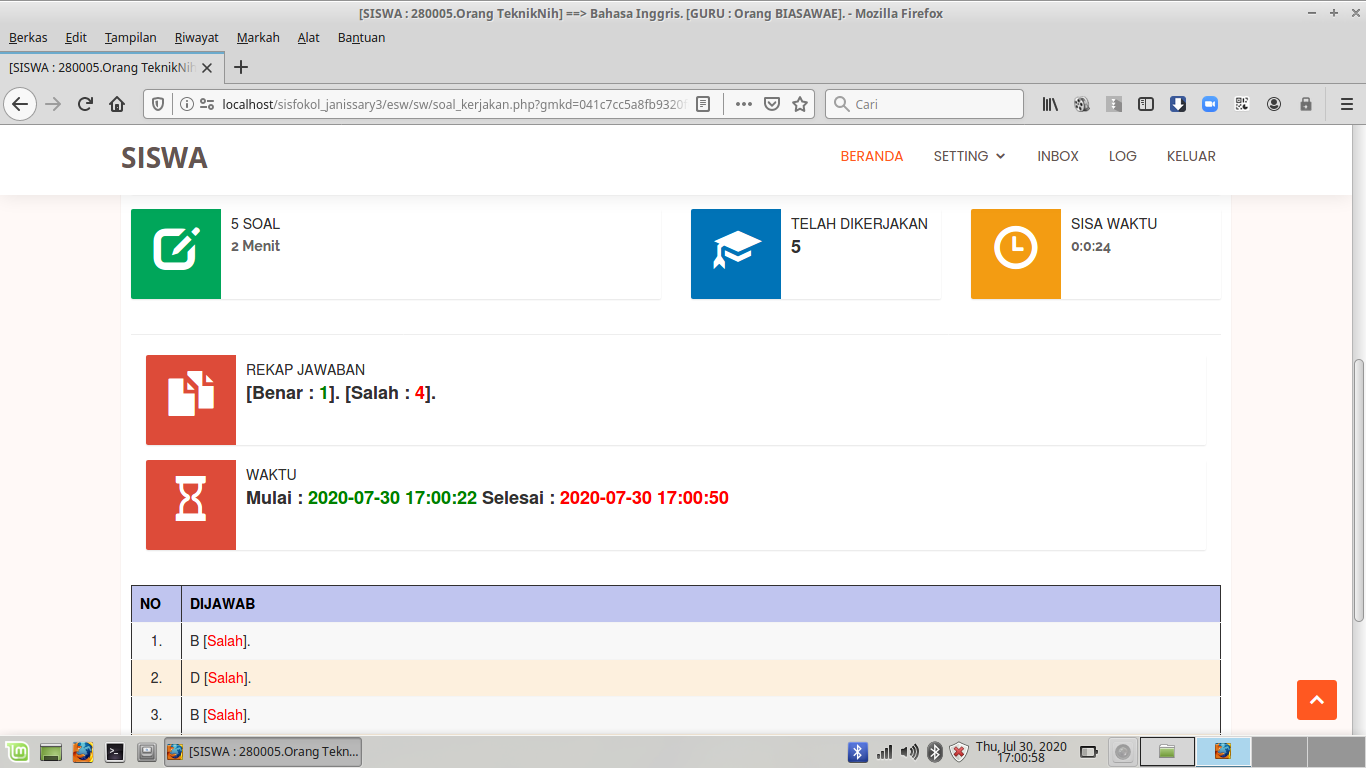 [SISWA : 280005.Orang TeknikNih] ==> Bahasa Inggris. [GURU : Orang BIASAWAE]. - Mozilla Firefox
Berkas Edit Tampilan Riwayat Markah Alat Bantuan
[SISWA : 280005.Orang TeknikNih
localhost/sisfokol_janissary3/esw/sw/soal_kerjakan.php?gmkd=041c7cc5a8fb9320
Cari
SISWA
BERANDA SETTING INBOX LOG KELUAR
5 SOAL
2 Menit
TELAH DIKERJAKAN
5
SISA WAKTU
0:0:24
REKAP JAWABAN
[Benar : 1]. [Salah : 4].
WAKTU
Mulai : 2020-07-30 17:00:22 Selesai : 2020-07-30 17:00:50
NO DIJAWAB
1. B [Salah].
2. D [Salah].
3. B [Salah].
[SISWA : 280005.Orang Tekn...
Thu, Jul 30, 2020
17:00:58